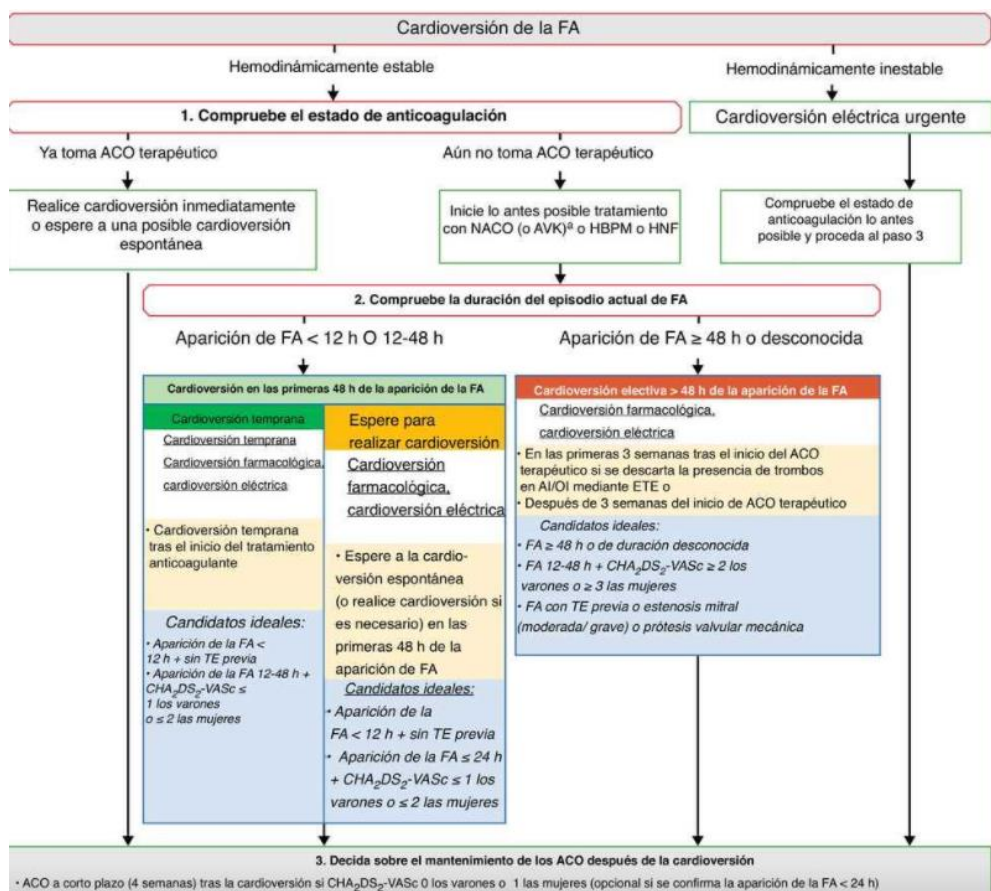 Cardioversión de la FA
Hemodinámicamente estable
Hemodinámicamente inestable
1. Compruebe el estado de anticoagulación
Cardioversión eléctrica urgente
Ya toma ACO terapéutico
Aún no toma ACO terapéutico
Realice cardioversión inmediatamente
o espere a una posible cardioversión
espontánea
Inicie lo antes posible tratamiento
con NACO (o AVK)ª o HBPM o HNF
Compruebe el estado de
anticoagulación lo antes
posible y proceda al paso 3
2. Compruebe la duración del episodio actual de FA
Aparición de FA < 12 h O 12-48 h
Aparición de FA ≥ 48 h o desconocida
Cardioversión en las primeras 48 h de la aparición de la FA
Cardioversión temprana
Cardioversión temprana
Cardioversión farmacológica,
cardioversión eléctrica
• Cardioversión temprana
tras el inicio del tratamiento
anticoagulante
Candidatos ideales:
• Aparición de la FA <
12 h + sin TE previa
• Aparición de la FA 12-48 h +
CHA₂DS₂-VASc ≤
1 los varones
o ≤ 2 las mujeres
Espere para
realizar cardioversión
Cardioversión
farmacológica,
cardioversión eléctrica
• Espere a la cardio-
versión espontánea
(o realice cardioversión si
es necesario) en las
primeras 48 h de la
aparición de FA
Candidatos ideales:
• Aparición de la
FA < 12 h + sin TE previa
• Aparición de la FA ≤ 24 h
+ CHA₂DS₂-VASc ≤ 1 los
varones o ≤ 2 las mujeres
Cardioversión electiva > 48 h de la aparición de la FA
Cardioversión farmacológica,
cardioversión eléctrica
• En las primeras 3 semanas tras el inicio del ACO
terapéutico si se descarta la presencia de trombos
en AI/OI mediante ETE o
• Después de 3 semanas del inicio de ACO terapéutico
Candidatos ideales:
• FA ≥ 48 h o de duración desconocida
• FA 12-48 h + CHA₂DS₂-VASc ≥ 2 los
varones o ≥ 3 las mujeres
• FA con TE previa o estenosis mitral
(moderada/ grave) o prótesis valvular mecánica
3. Decida sobre el mantenimiento de los ACO después de la cardioversión
• ACO a corto plazo (4 semanas) tras la cardioversión si CHA₂DS₂-VASc 0 los varones o 1 las mujeres (opcional si se confirma la aparición de la FA < 24 h)